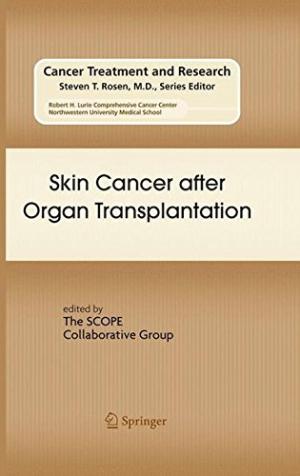 Cancer Treatment and Research
Steven T. Rosen, M.D., Series Editor
Robert H. Lurie Comprehensive Cancer Center
Northwestern University Medical School
Skin Cancer after
Organ Transplantation
edited by
The SCOPE
Collaborative Group
Springer